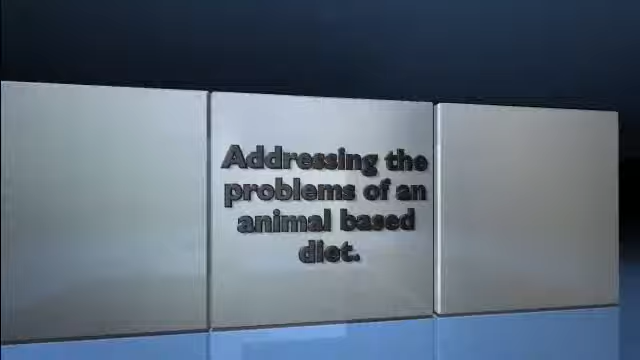 Addressing the
problems of an
animal based
diet.